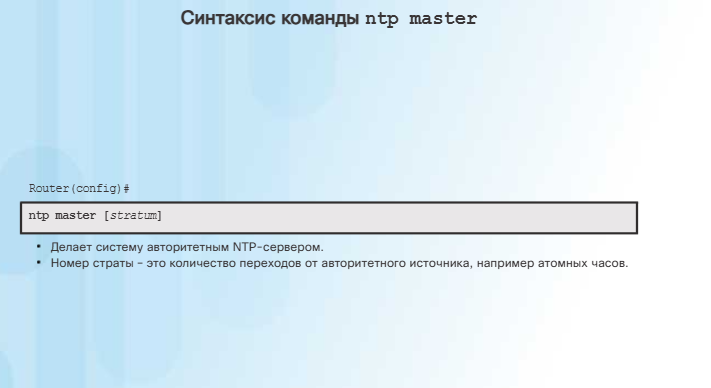 Синтаксис команды ntp master
Router(config)#
ntp master [stratum]
• Делает систему авторитетным NTP-сервером.
• Номер страты – это количество переходов от авторитетного источника, например атомных часов.